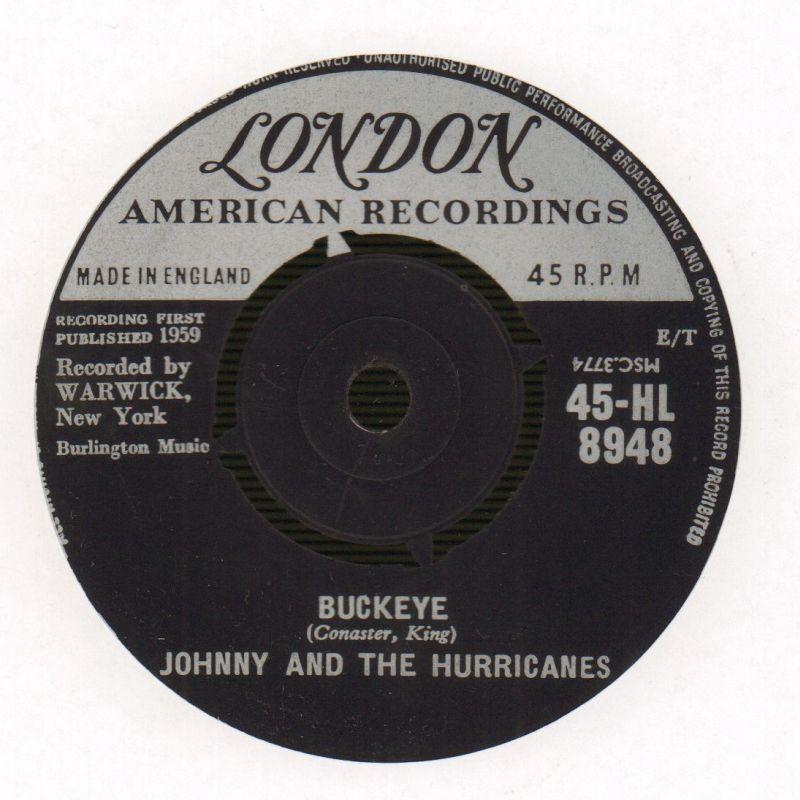 WORK RESERVED · UNAUTHORISED PUBLIC PERFORMANCE BROADCASTING AND COPYING OF THIS RECORD PROHIBITED
LONDON
AMERICAN RECORDINGS
MADE IN ENGLAND
45 R.P.M
RECORDING FIRST
PUBLISHED 1959
E/T
Recorded by
WARWICK,
New York
MSC.3774
45-HL
8948
Burlington Music
BUCKEYE
(Conaster, King)
JOHNNY AND THE HURRICANES